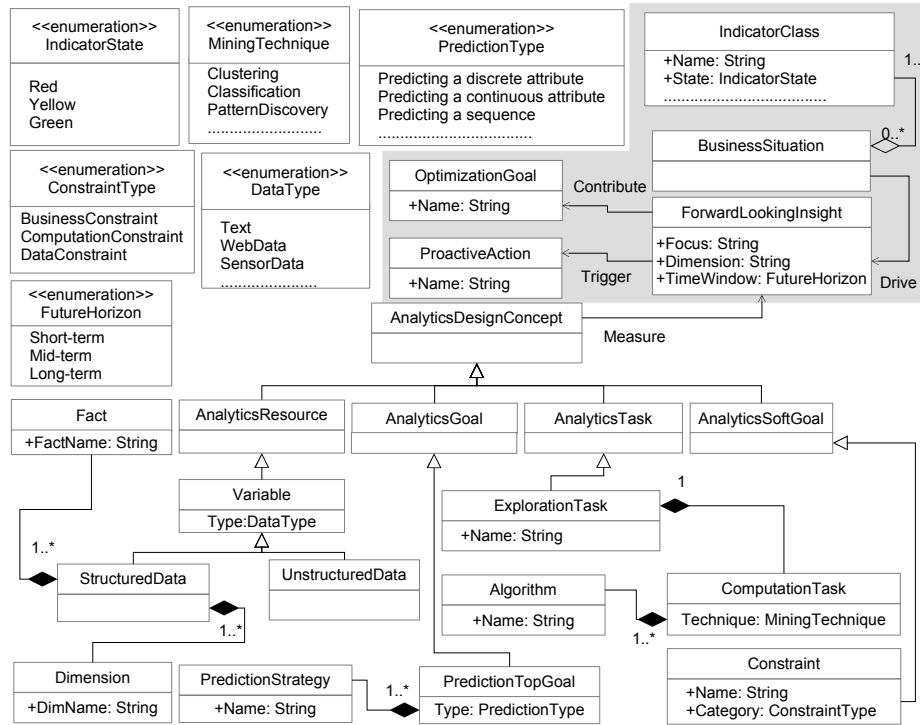 <<enumeration>>
IndicatorState
Red
Yellow
Green
<<enumeration>>
MiningTechnique
Clustering
Classification
PatternDiscovery
.........................
<<enumeration>>
PredictionType
Predicting a discrete attribute
Predicting a continuous attribute
Predicting a sequence
..................................
IndicatorClass
+Name: String
+State: IndicatorState
....................................
1..*
0..*
BusinessSituation
<<enumeration>>
ConstraintType
BusinessConstraint
ComputationConstraint
DataConstraint
<<enumeration>>
DataType
Text
WebData
SensorData
.....................
OptimizationGoal
+Name: String
Contribute
ForwardLookingInsight
+Focus: String
+Dimension: String
+TimeWindow: FutureHorizon
ProactiveAction
+Name: String
Trigger
Drive
<<enumeration>>
FutureHorizon
Short-term
Mid-term
Long-term
AnalyticsDesignConcept
Measure
Fact
+FactName: String
AnalyticsResource
AnalyticsGoal
AnalyticsTask
AnalyticsSoftGoal
Variable
Type:DataType
1
ExplorationTask
+Name: String
1..*
StructuredData
UnstructuredData
1..*
Algorithm
+Name: String
1..*
ComputationTask
Technique: MiningTechnique
Dimension
+DimName: String
PredictionStrategy
+Name: String
1..*
PredictionTopGoal
Type: PredictionType
Constraint
+Name: String
+Category: ConstraintType